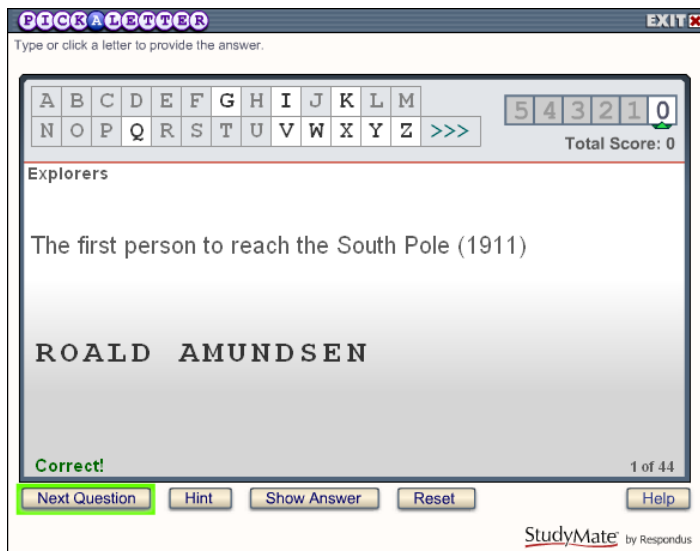 PICKALETTER
EXIT
Type or click a letter to provide the answer.
A B C D E F G H I J K L M
N O P Q R S T U V W X Y Z >>>
5 4 3 2 1 0
Total Score: 0
Explorers
The first person to reach the South Pole (1911)
ROALD AMUNDSEN
Correct!
1 of 44
Next Question Hint Show Answer Reset Help
StudyMate by Respondus